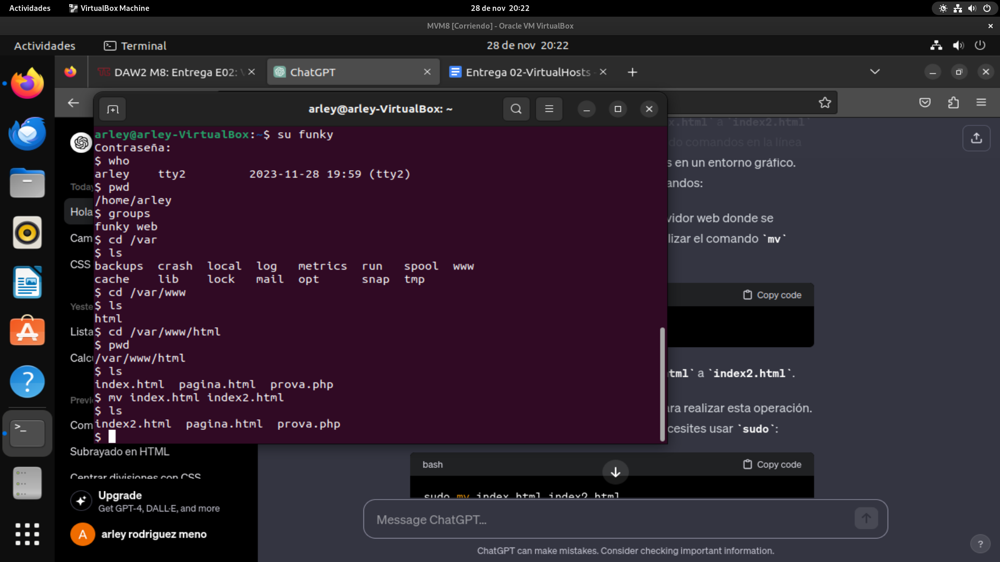 Actividades VirtualBox Machine 28 de nov 20:22
MVM8 [Corriendo] - Oracle VM VirtualBox
Actividades Terminal 28 de nov 20:22
DAW2 M8: Entrega E02: ChatGPT Entrega 02-VirtualHosts -
arley@arley-VirtualBox: ~
arley@arley-VirtualBox:~$ su funky
Contraseña:
$ who
arley tty2 2023-11-28 19:59 (tty2)
$ pwd
/home/arley
$ groups
funky web
$ cd /var
$ ls
backups crash local log metrics run spool www
cache lib lock mail opt snap tmp
$ cd /var/www
$ ls
html
$ cd /var/www/html
$ pwd
/var/www/html
$ ls
index.html pagina.html prova.php
$ mv index.html index2.html
$ ls
index2.html pagina.html prova.php
$
Today
Hola
Cam
CSS
Yeste
Lista
Calcu
Previ
Com
Subrayado en HTML
Centrar divisiones con CSS
Upgrade
Get GPT-4, DALL·E, and more
A arley rodriguez meno
x.html` a `index2.html`
do comandos en la línea
s en un entorno gráfico.
andos:
vidor web donde se
lizar el comando `mv`
Copy code
tml` a `index2.html`.
ara realizar esta operación.
cesites usar `sudo`:
bash Copy code
sudo mv index.html index2.html
Message ChatGPT...
ChatGPT can make mistakes. Consider checking important information.
?